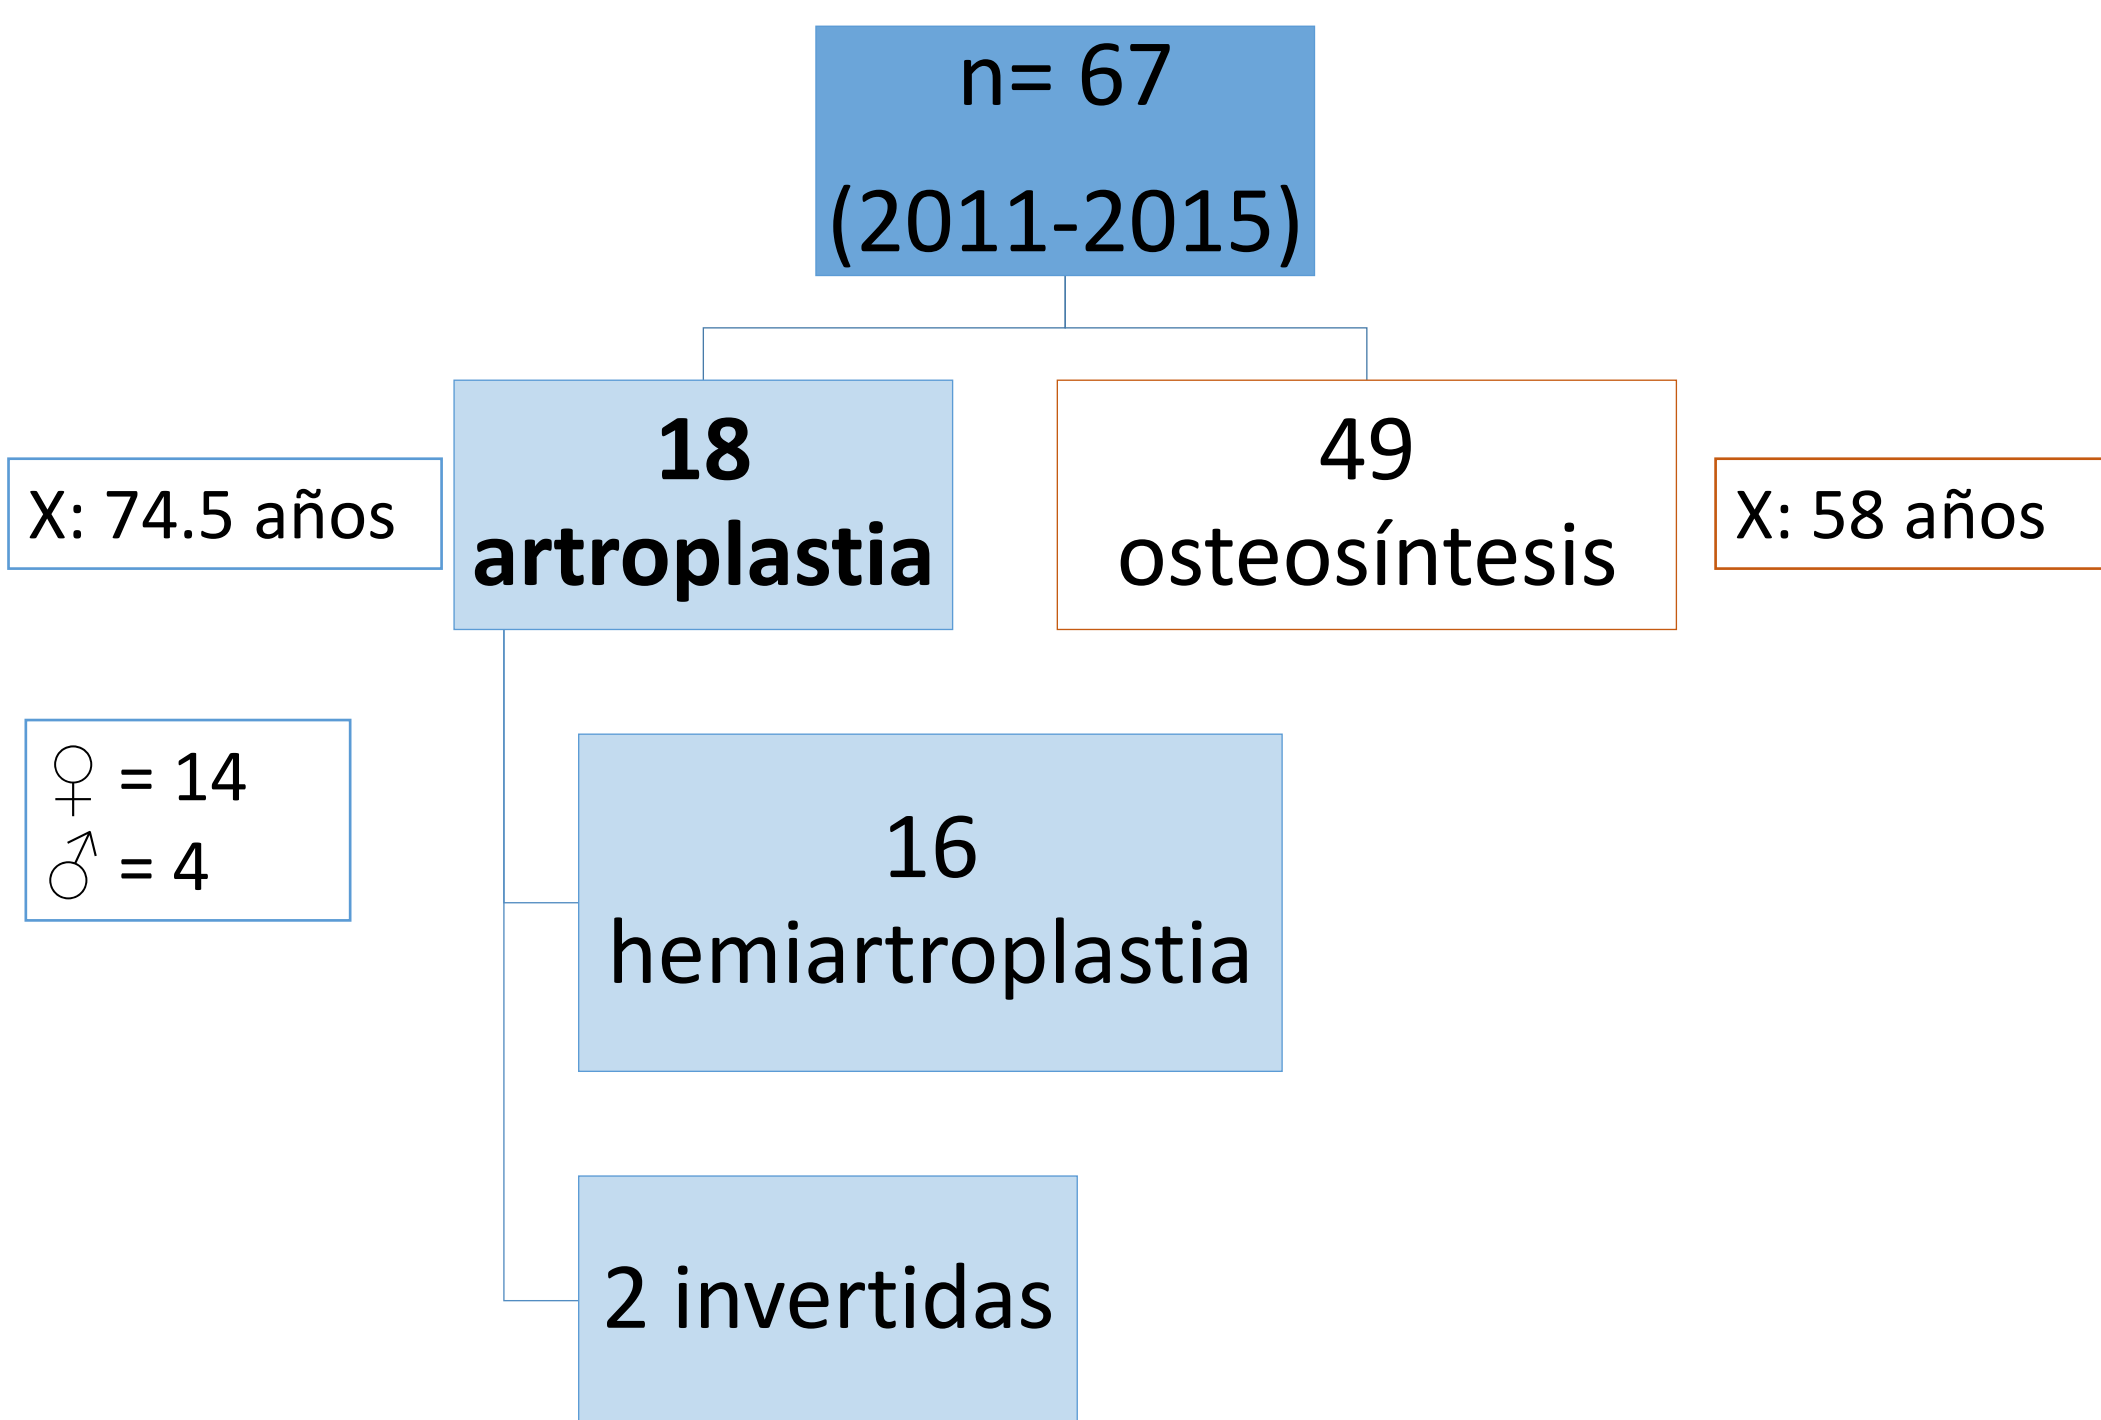 n= 67
(2011-2015)
18
artroplastia
49
osteosíntesis
X: 74.5 años
X: 58 años
♀ = 14
♂ = 4
16
hemiartroplastia
2 invertidas